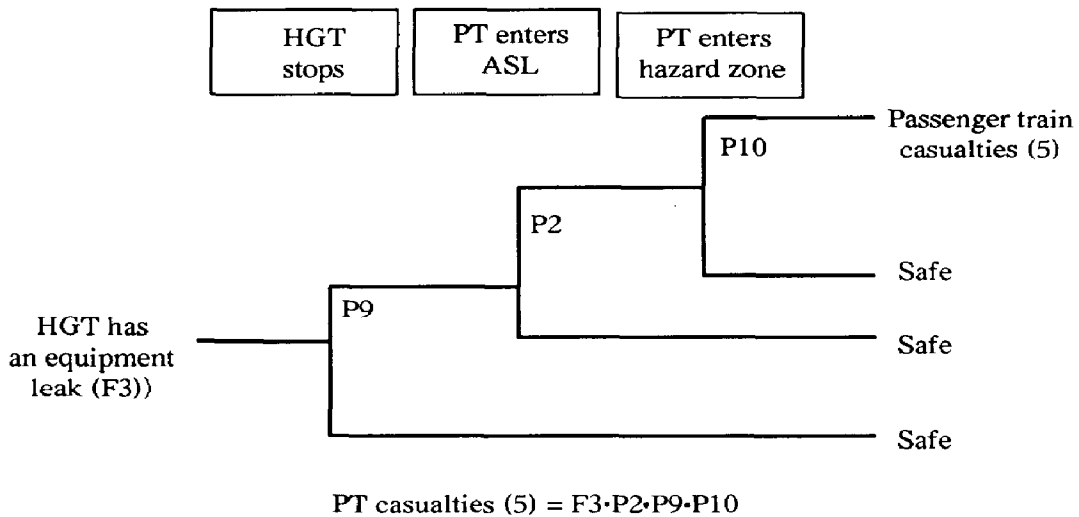 HGT
stops
PT enters
ASL
PT enters
hazard zone
Passenger train
casualties (5)
P10
P2
Safe
P9
Safe
HGT has
an equipment
leak (F3))
Safe
PT casualties (5) = F3·P2·P9·P10